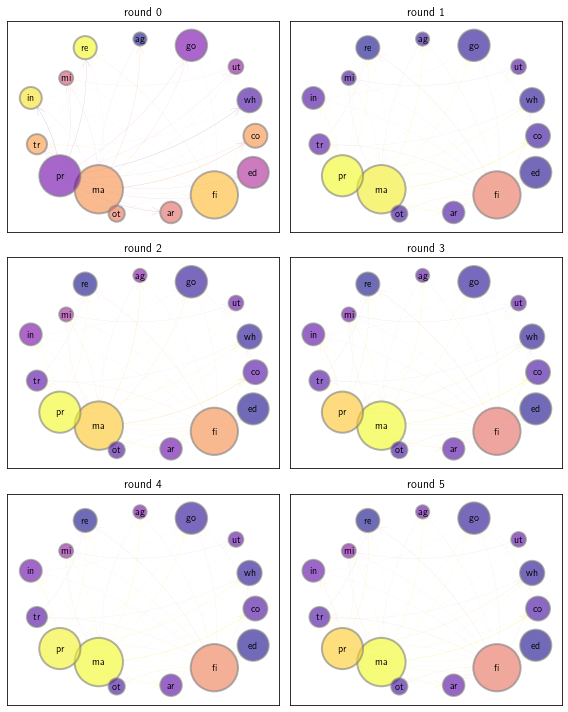 round 0
ag
go
re
ut
mi
wh
in
co
tr
ed
pr
ma
fi
ot
ar
round 1
ag
go
re
ut
mi
wh
in
co
tr
ed
pr
ma
fi
ot
ar
round 2
ag
go
re
ut
mi
wh
in
co
tr
ed
pr
ma
fi
ot
ar
round 3
ag
go
re
ut
mi
wh
in
co
tr
ed
pr
ma
fi
ot
ar
round 4
ag
go
re
ut
mi
wh
in
co
tr
ed
pr
ma
fi
ot
ar
round 5
ag
go
re
ut
mi
wh
in
co
tr
ed
pr
ma
fi
ot
ar